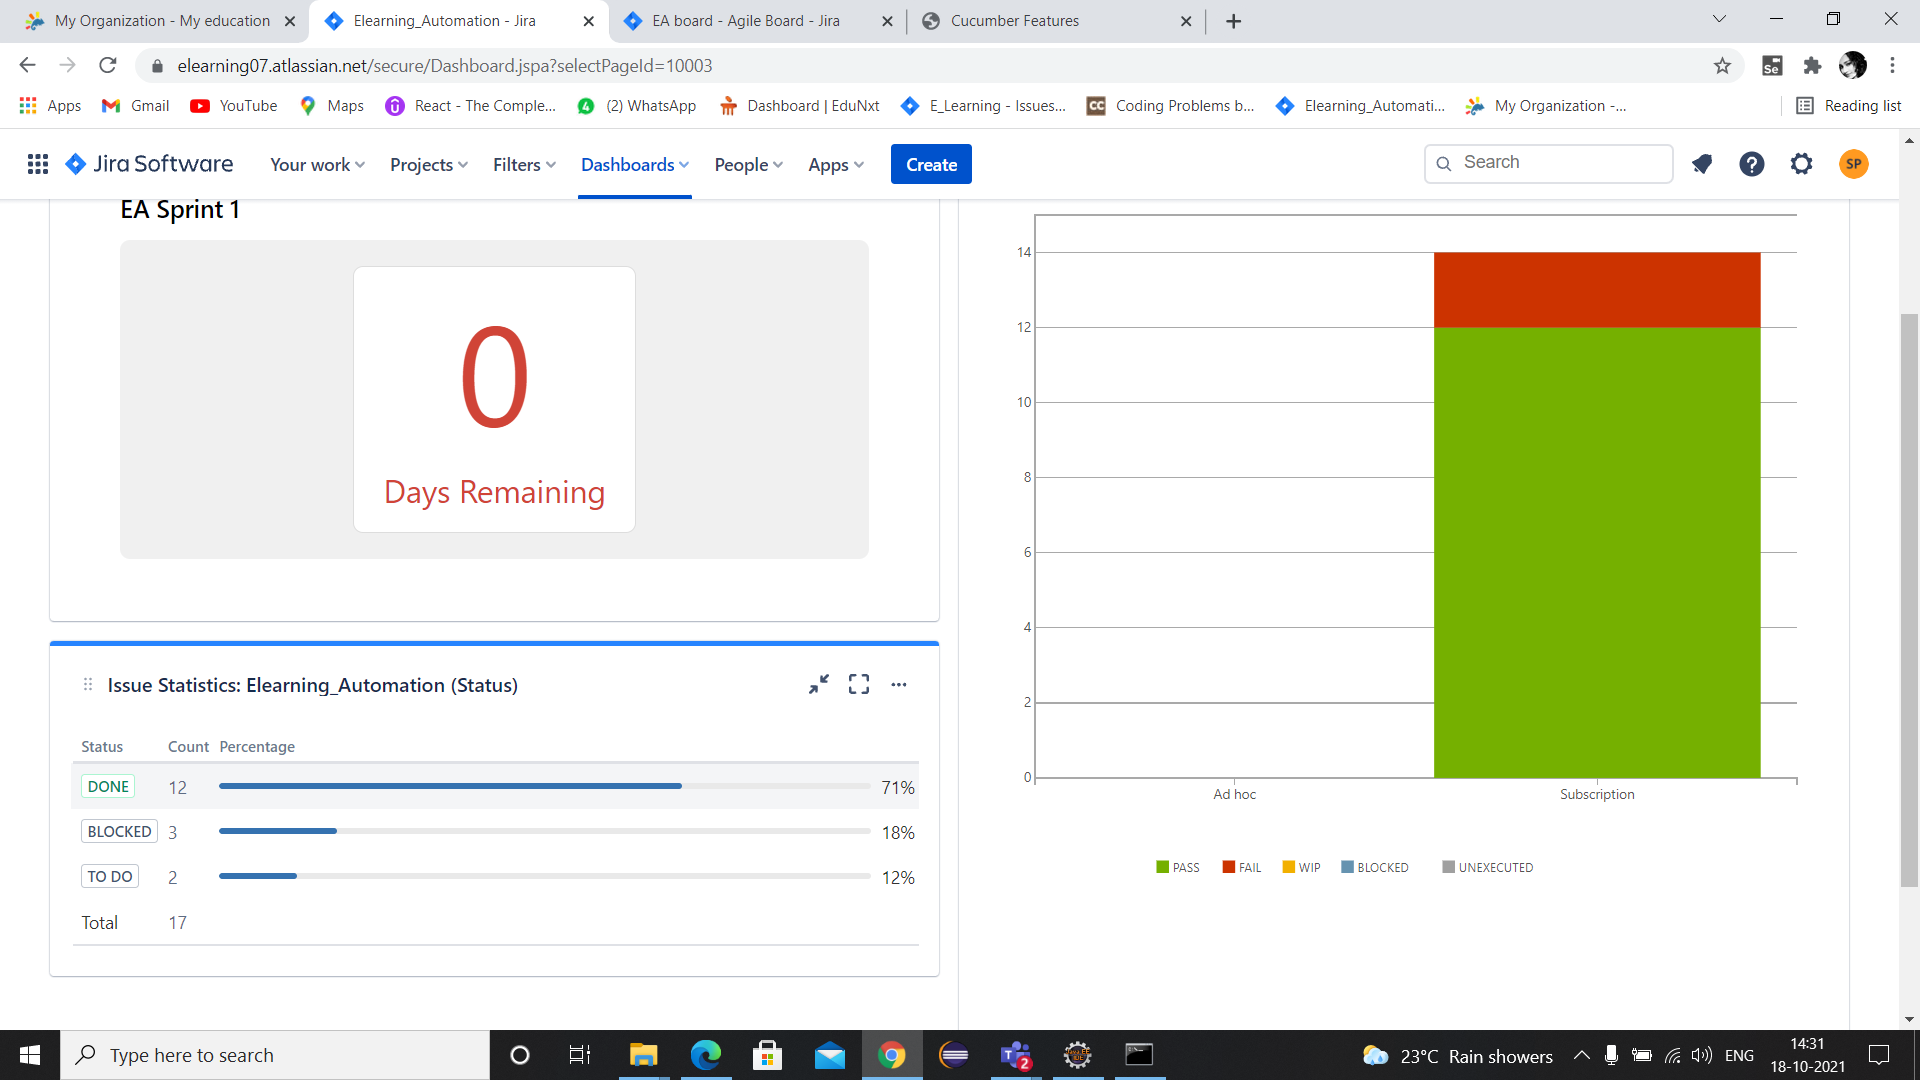 My Organization - My education
Elearning_Automation - Jira
EA board - Agile Board - Jira
Cucumber Features
elearning07.atlassian.net/secure/Dashboard.jspa?selectPageId=10003
Se
Apps
Gmail
YouTube
Maps
React - The Comple...
(2) WhatsApp
Dashboard | EduNxt
E_Learning - Issues...
CC
Coding Problems b...
Elearning_Automati...
My Organization -...
Reading list
Jira Software
Your work
Projects
Filters
Dashboards
People
Apps
Create
Search
SP
EA Sprint 1
0
Days Remaining
Issue Statistics: Elearning_Automation (Status)
Status Count Percentage
DONE 12 71%
BLOCKED 3 18%
TO DO 2 12%
Total 17
14
12
10
8
6
4
2
0
Ad hoc Subscription
PASS FAIL WIP BLOCKED UNEXECUTED
Type here to search
2
23°C Rain showers
ENG
14:31
18-10-2021